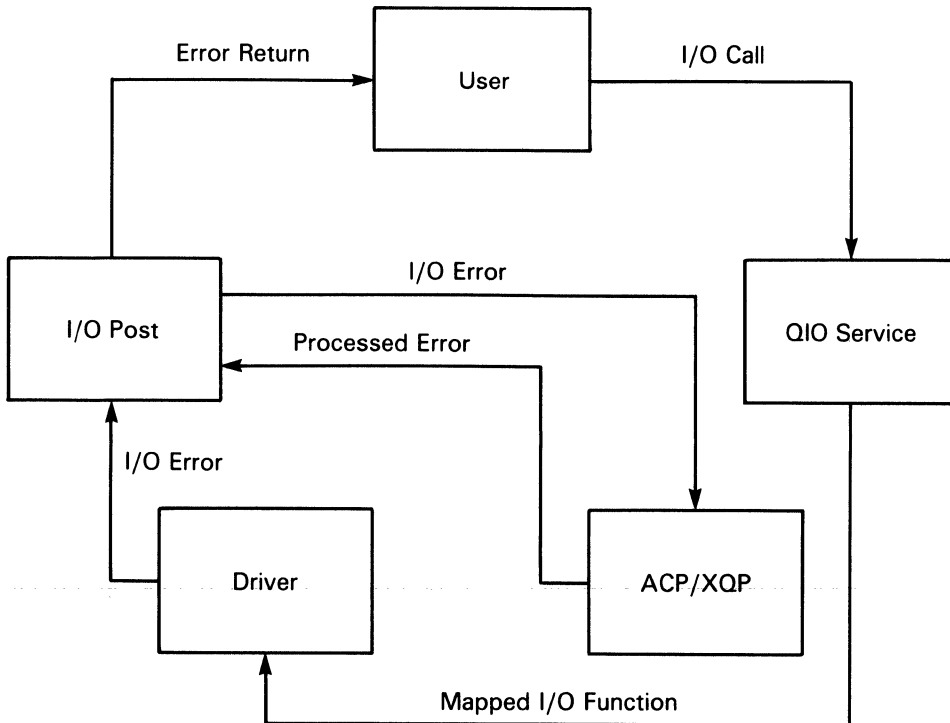 Error Return
User
I/O Call
I/O Post
I/O Error
Processed Error
QIO Service
I/O Error
Driver
ACP/XQP
Mapped I/O Function